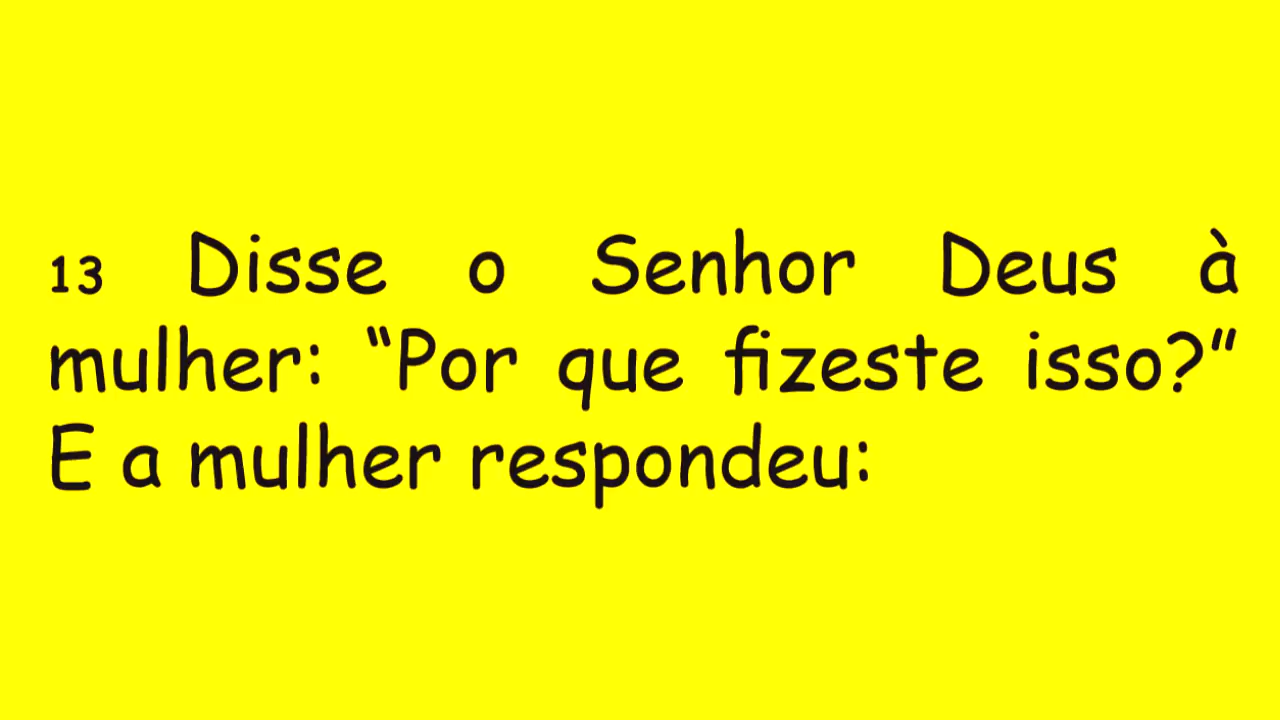 13 Disse o Senhor Deus à
mulher: “Por que fizeste isso?”
E a mulher respondeu: